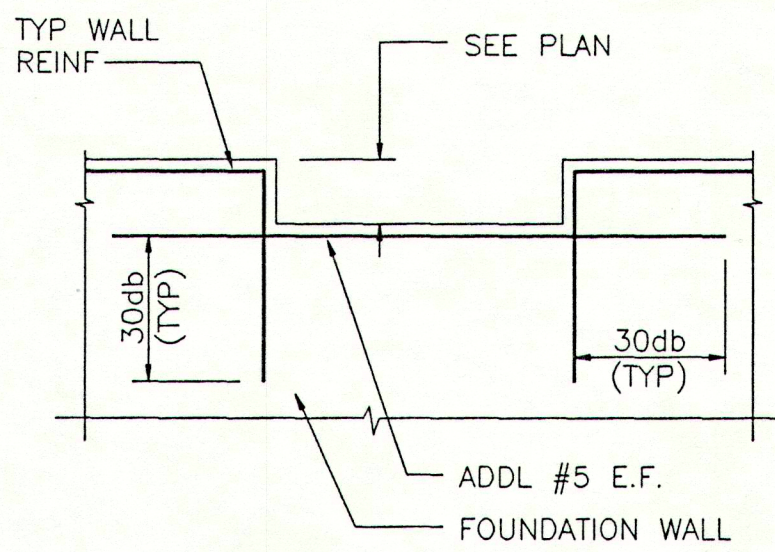 TYP WALL
REINF
SEE PLAN
30db
(TYP)
30db
(TYP)
ADDL #5 E.F.
FOUNDATION WALL